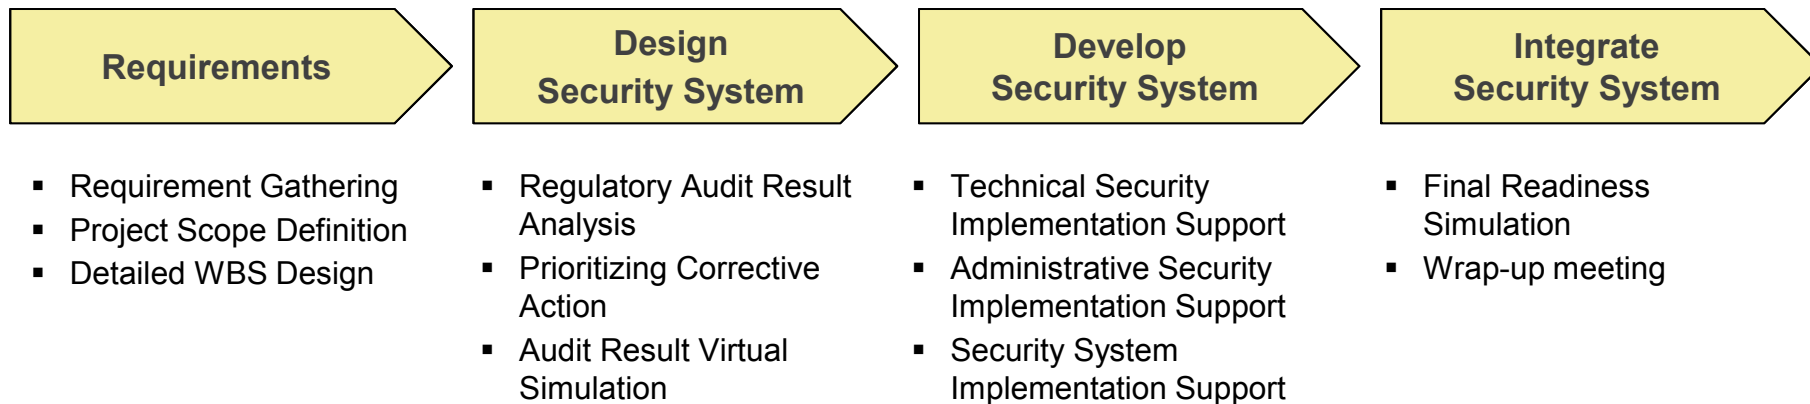 Requirements
▪ Requirement Gathering
▪ Project Scope Definition
▪ Detailed WBS Design
Design
Security System
▪ Regulatory Audit Result
Analysis
▪ Prioritizing Corrective
Action
▪ Audit Result Virtual
Simulation
Develop
Security System
▪ Technical Security
Implementation Support
▪ Administrative Security
Implementation Support
▪ Security System
Implementation Support
Integrate
Security System
▪ Final Readiness
Simulation
▪ Wrap-up meeting